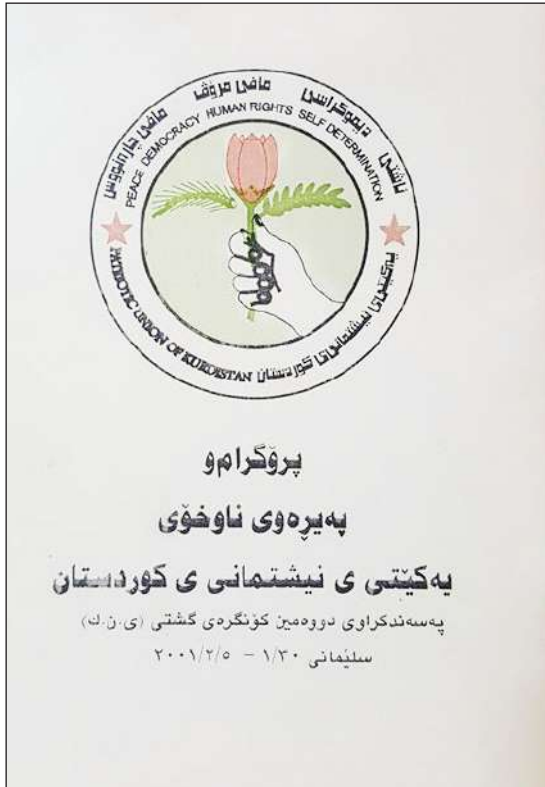 ئاشتی دیموکراسی مافی مرۆڤ مافی چارەنووس
PEACE DEMOCRACY HUMAN RIGHTS SELF DETERMINATION
PATRIOTIC UNION OF KURDISTAN یەکێتی ی نیشتمانی ی کوردستان
پرۆگرام و
پەیڕەوی ناوخۆی
یەکێتی ی نیشتمانی ی کوردستان
پەسەندکراوی دووەمین کۆنگرەی گشتی (ی.ن.ك)
سلێمانی ١/٣٠ – ٢٠٠١/٢/٥